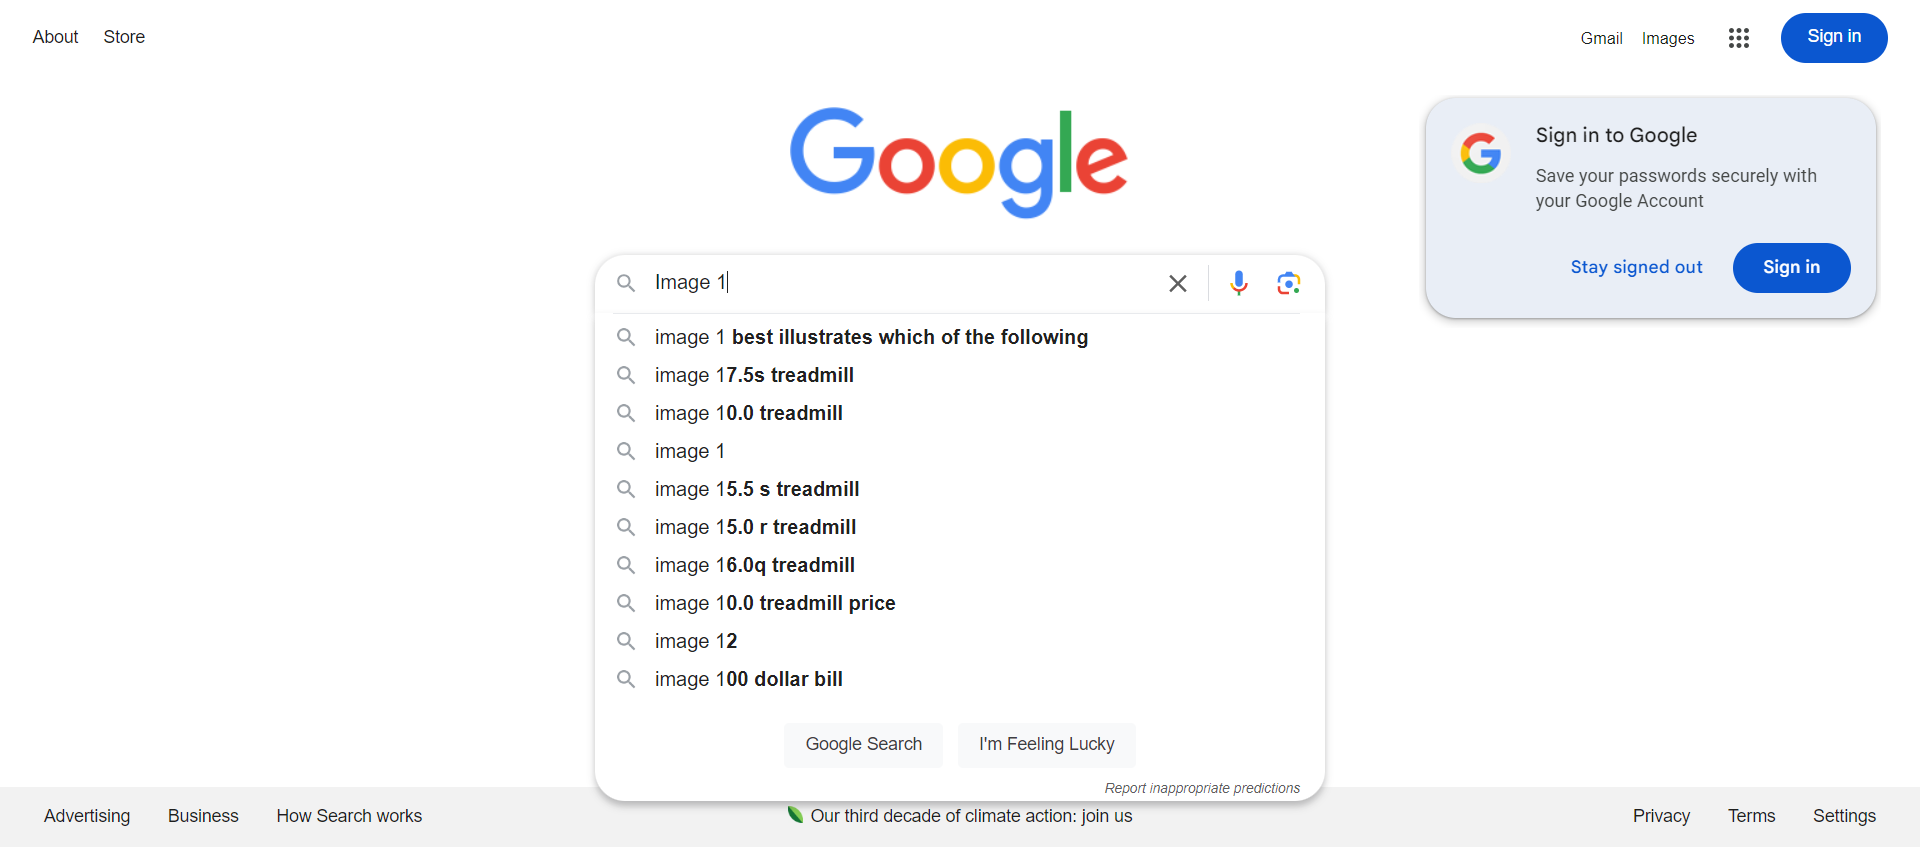 About Store
Gmail Images Sign in
Google
Sign in to Google
Save your passwords securely with
your Google Account
Stay signed out Sign in
Image 1
image 1 best illustrates which of the following
image 17.5s treadmill
image 10.0 treadmill
image 1
image 15.5 s treadmill
image 15.0 r treadmill
image 16.0q treadmill
image 10.0 treadmill price
image 12
image 100 dollar bill
Google Search I'm Feeling Lucky
Report inappropriate predictions
Advertising Business How Search works Our third decade of climate action: join us Privacy Terms Settings